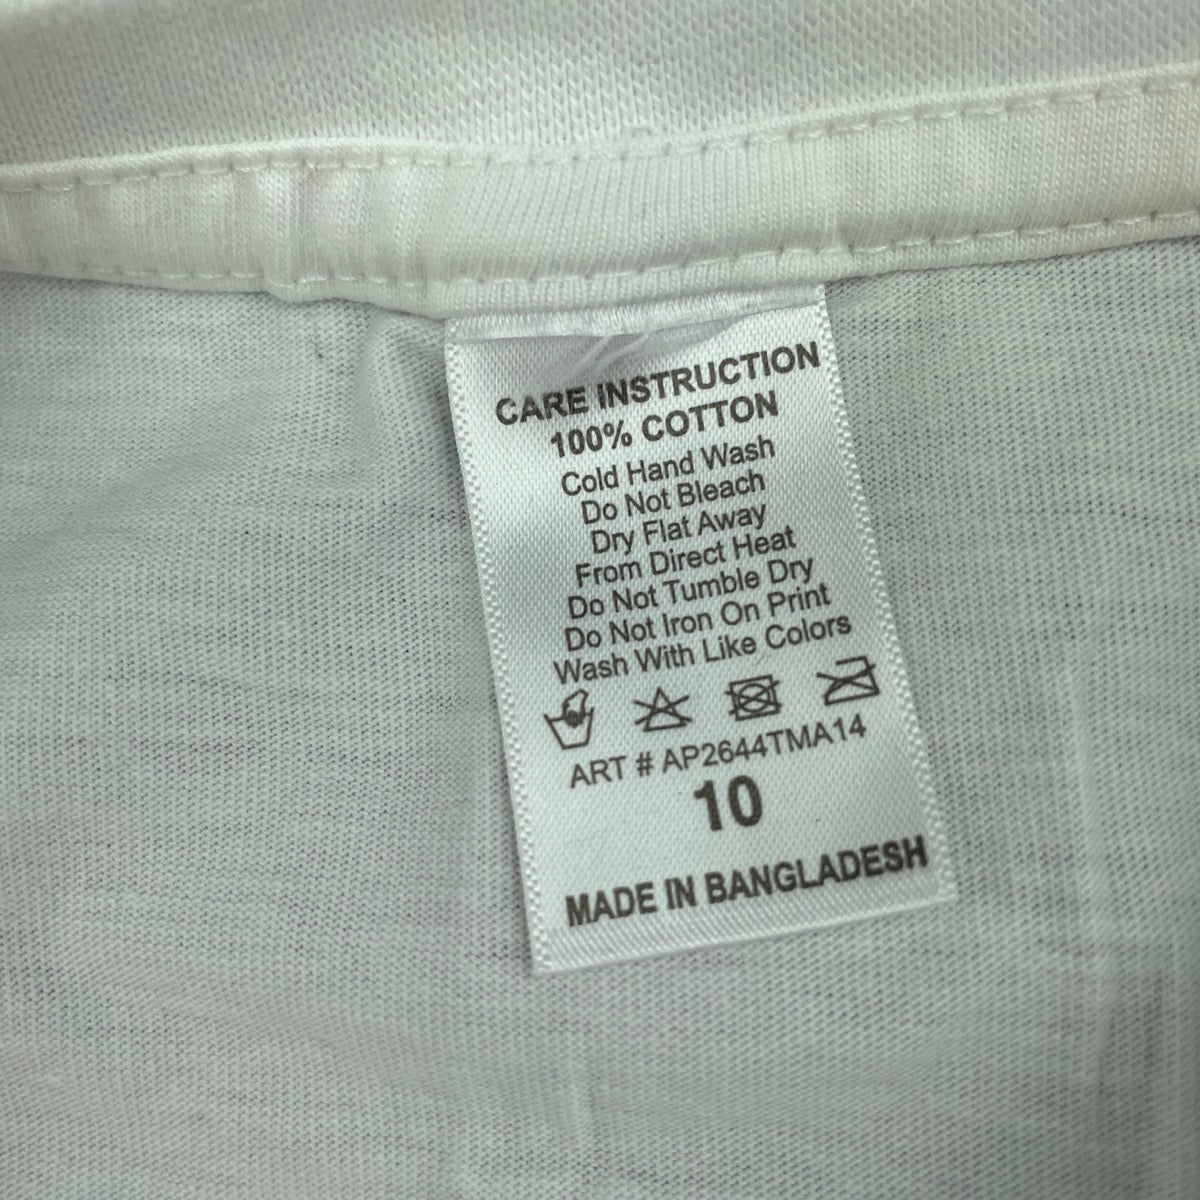 CARE INSTRUCTION
100% COTTON
Cold Hand Wash
Do Not Bleach
Dry Flat Away
From Direct Heat
Do Not Tumble Dry
Do Not Iron On Print
Wash With Like Colors
ART # AP2644TMA14
10
MADE IN BANGLADESH